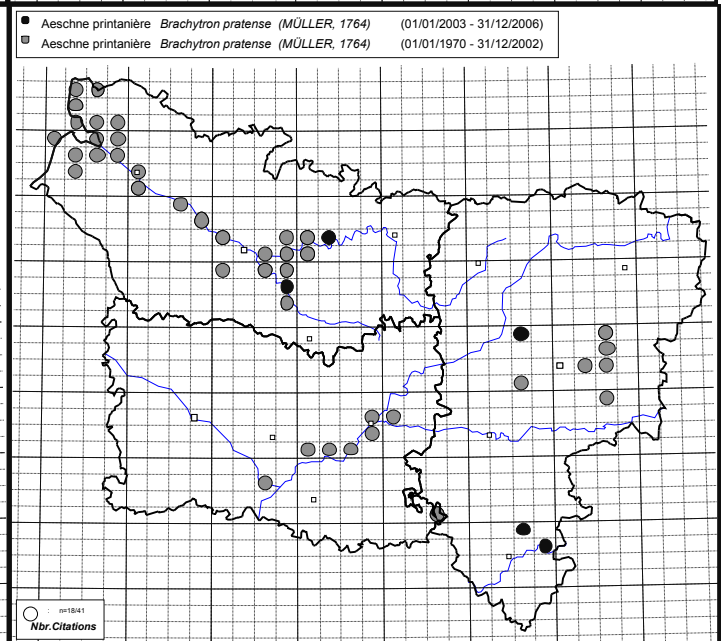 Aeschne printanière Brachytron pratense (MÜLLER, 1764) (01/01/2003 - 31/12/2006)
Aeschne printanière Brachytron pratense (MÜLLER, 1764) (01/01/1970 - 31/12/2002)
: n=18/41
Nbr.Citations